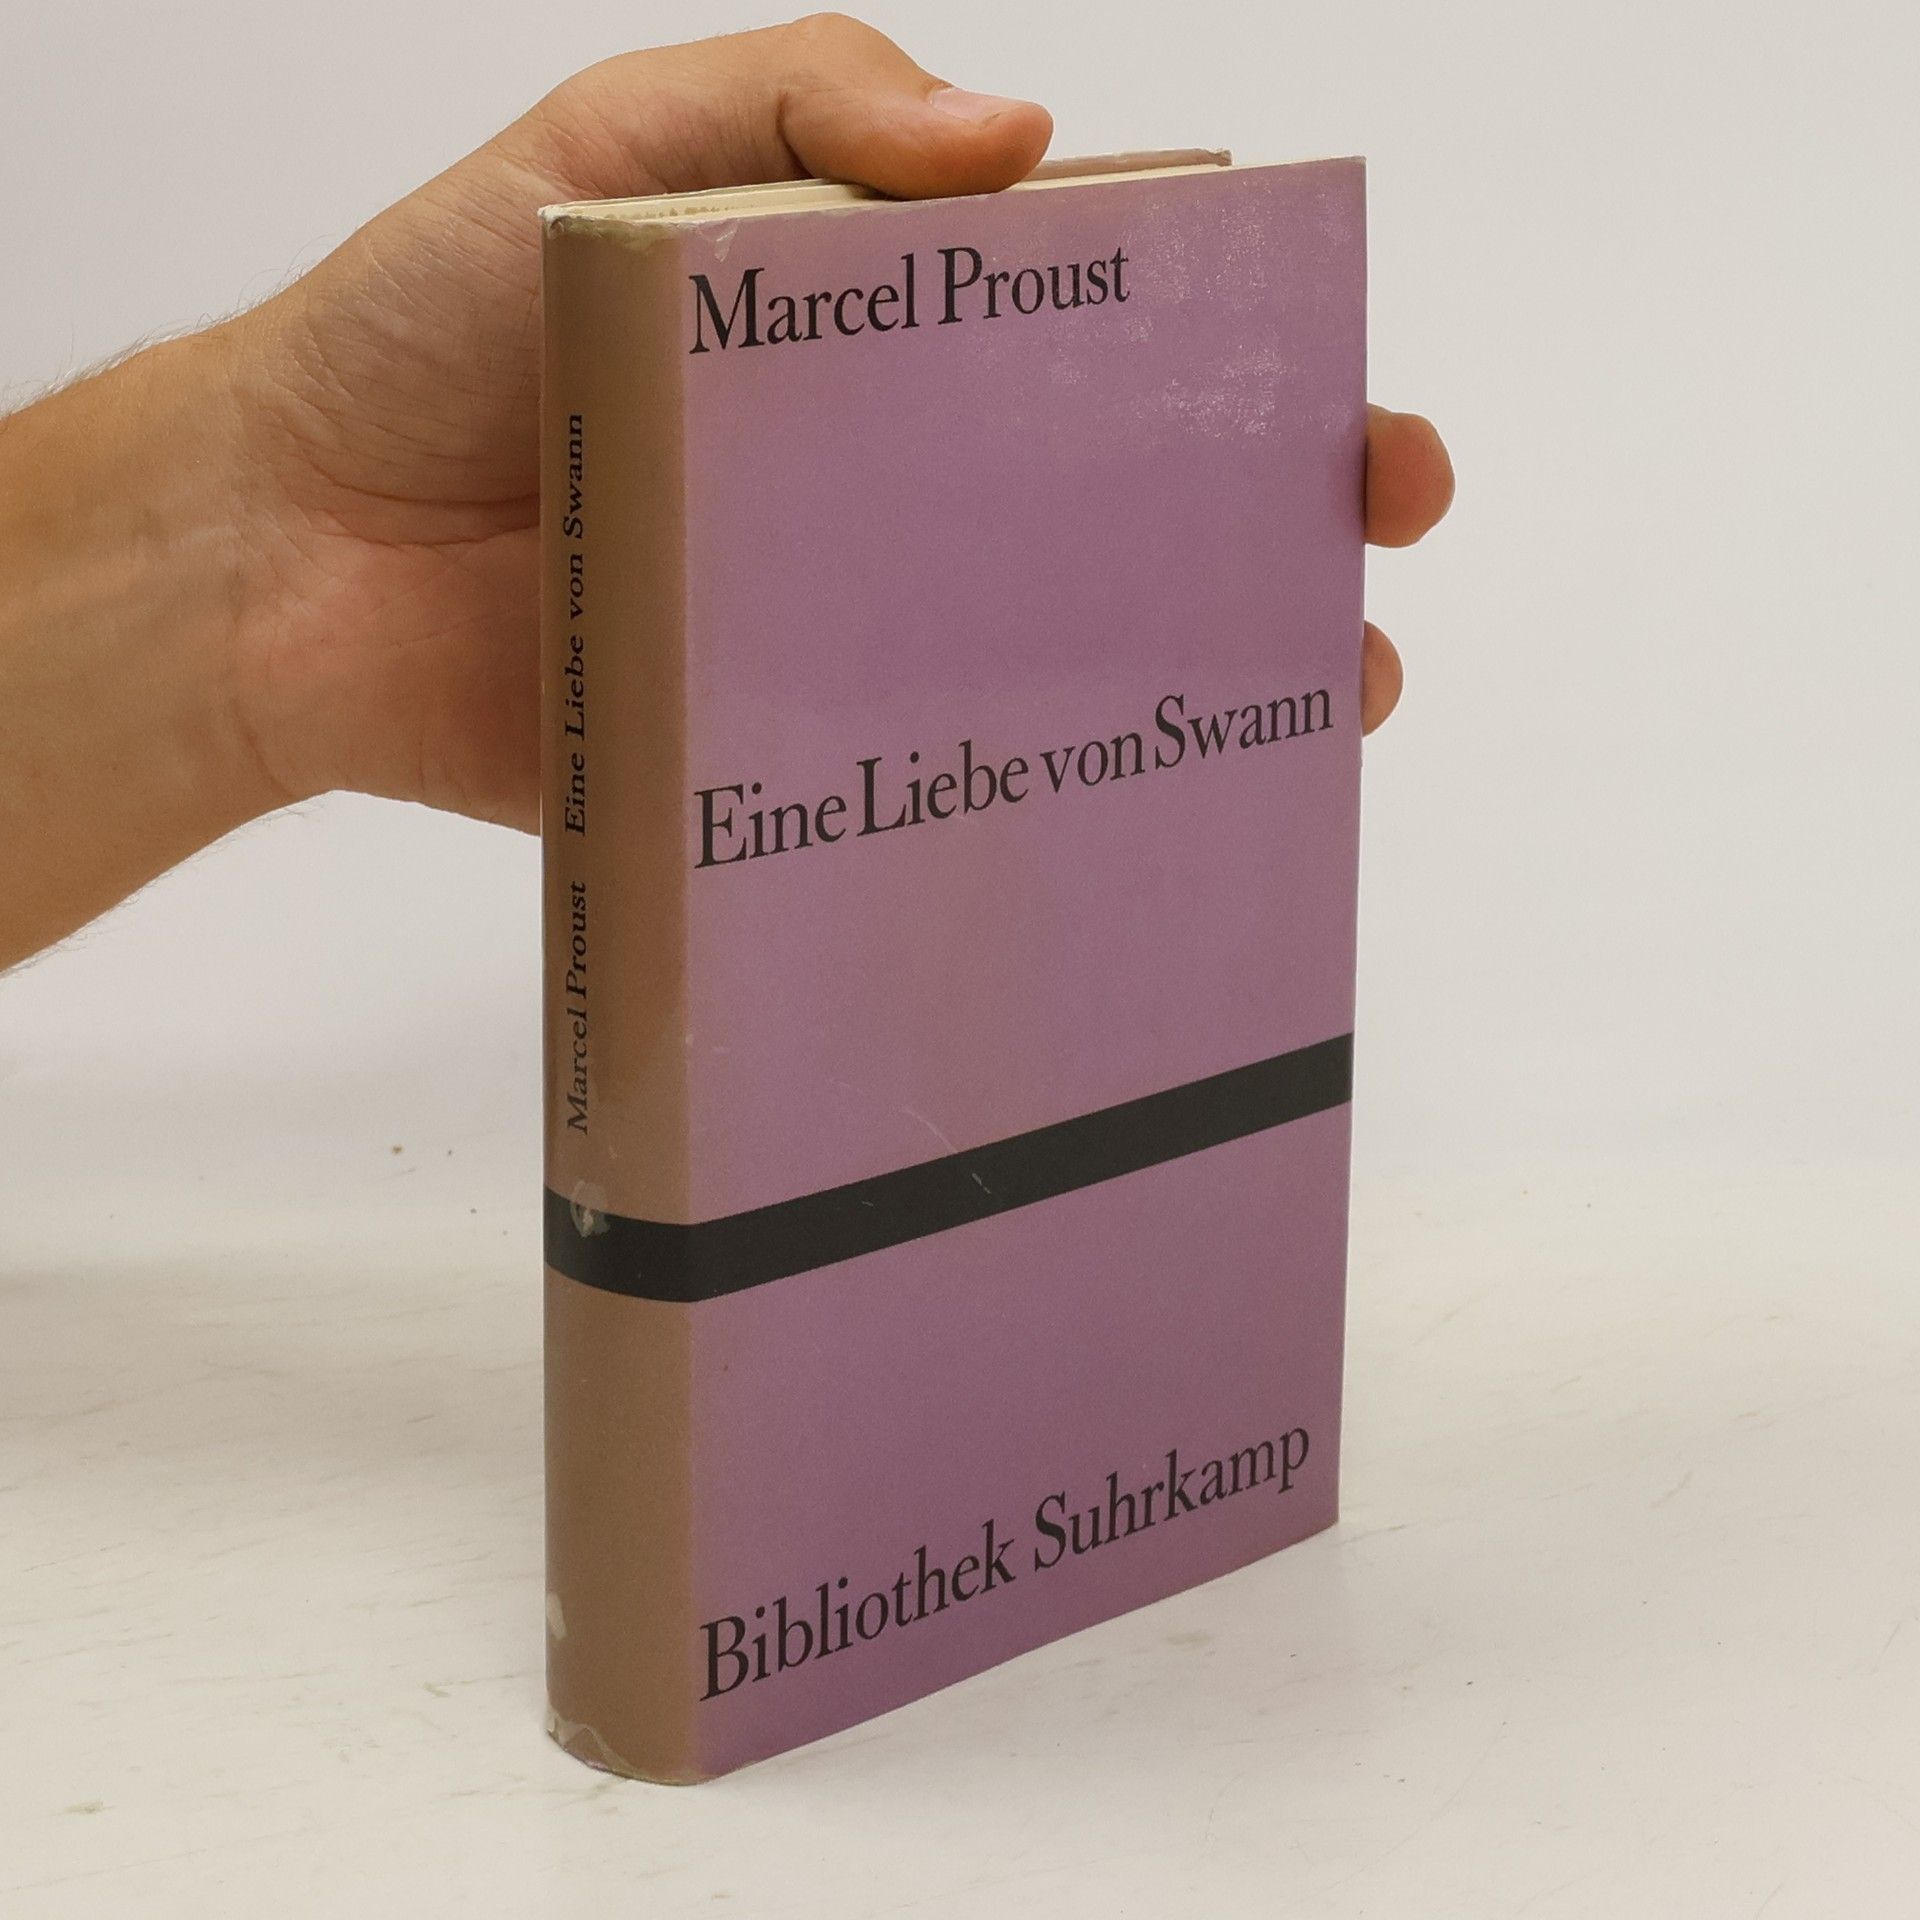 Marcel Proust
Eine Liebe von Swann
Bibliothek Suhrkamp
Marcel Proust Eine Liebe von Swann